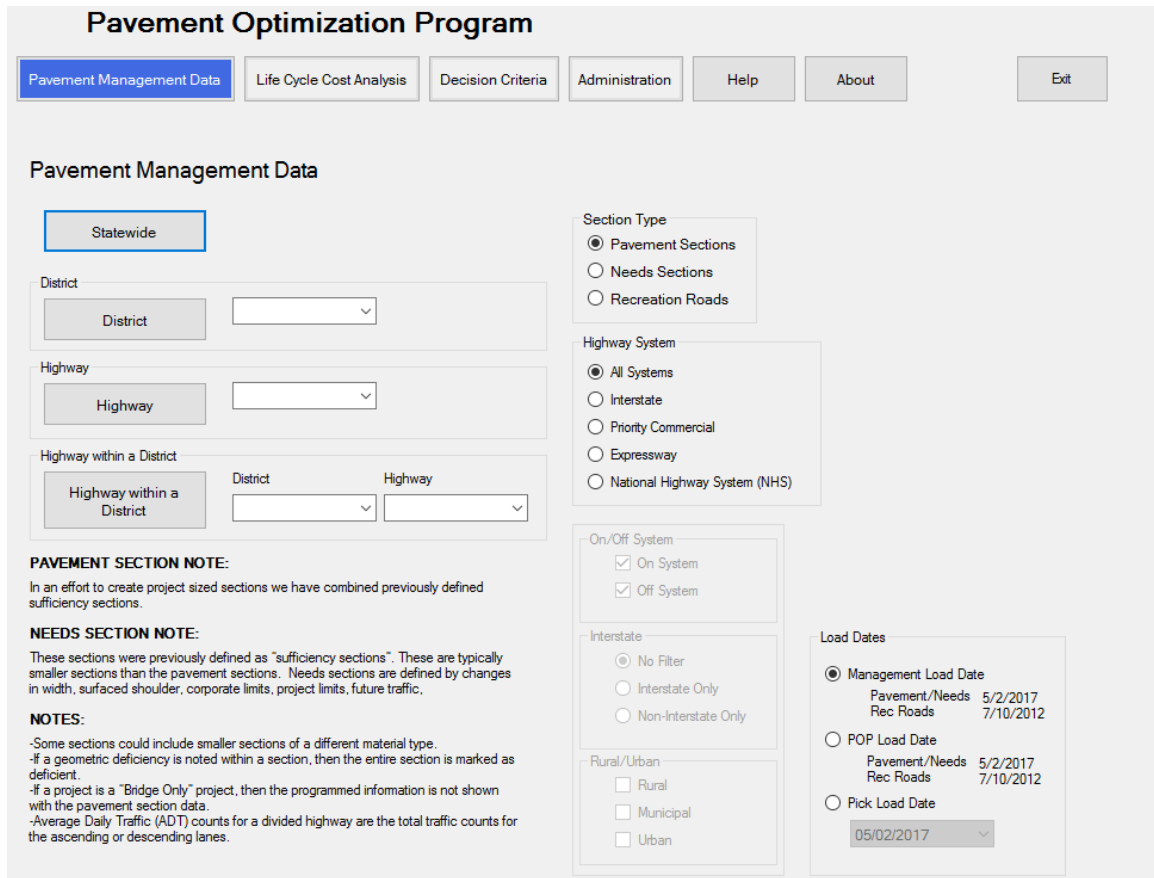 Pavement Optimization Program
Pavement Management Data
Life Cycle Cost Analysis
Decision Criteria
Administration
Help
About
Exit
Pavement Management Data
Statewide
District
District
Highway
Highway
Highway within a District
Highway within a
District
District
Highway
PAVEMENT SECTION NOTE:
In an effort to create project sized sections we have combined previously defined
sufficiency sections.
NEEDS SECTION NOTE:
These sections were previously defined as "sufficiency sections". These are typically
smaller sections than the pavement sections. Needs sections are defined by changes
in width, surfaced shoulder, corporate limits, project limits, future traffic,
NOTES:
-Some sections could include smaller sections of a different material type.
-If a geometric deficiency is noted within a section, then the entire section is marked as
deficient.
-If a project is a "Bridge Only" project, then the programmed information is not shown
with the pavement section data.
-Average Daily Traffic (ADT) counts for a divided highway are the total traffic counts for
the ascending or descending lanes.
Section Type
Pavement Sections
Needs Sections
Recreation Roads
Highway System
All Systems
Interstate
Priority Commercial
Expressway
National Highway System (NHS)
On/Off System
On System
Off System
Interstate
No Filter
Interstate Only
Non-Interstate Only
Rural/Urban
Rural
Municipal
Urban
Load Dates
Management Load Date
Pavement/Needs 5/2/2017
Rec Roads 7/10/2012
POP Load Date
Pavement/Needs 5/2/2017
Rec Roads 7/10/2012
Pick Load Date
05/02/2017